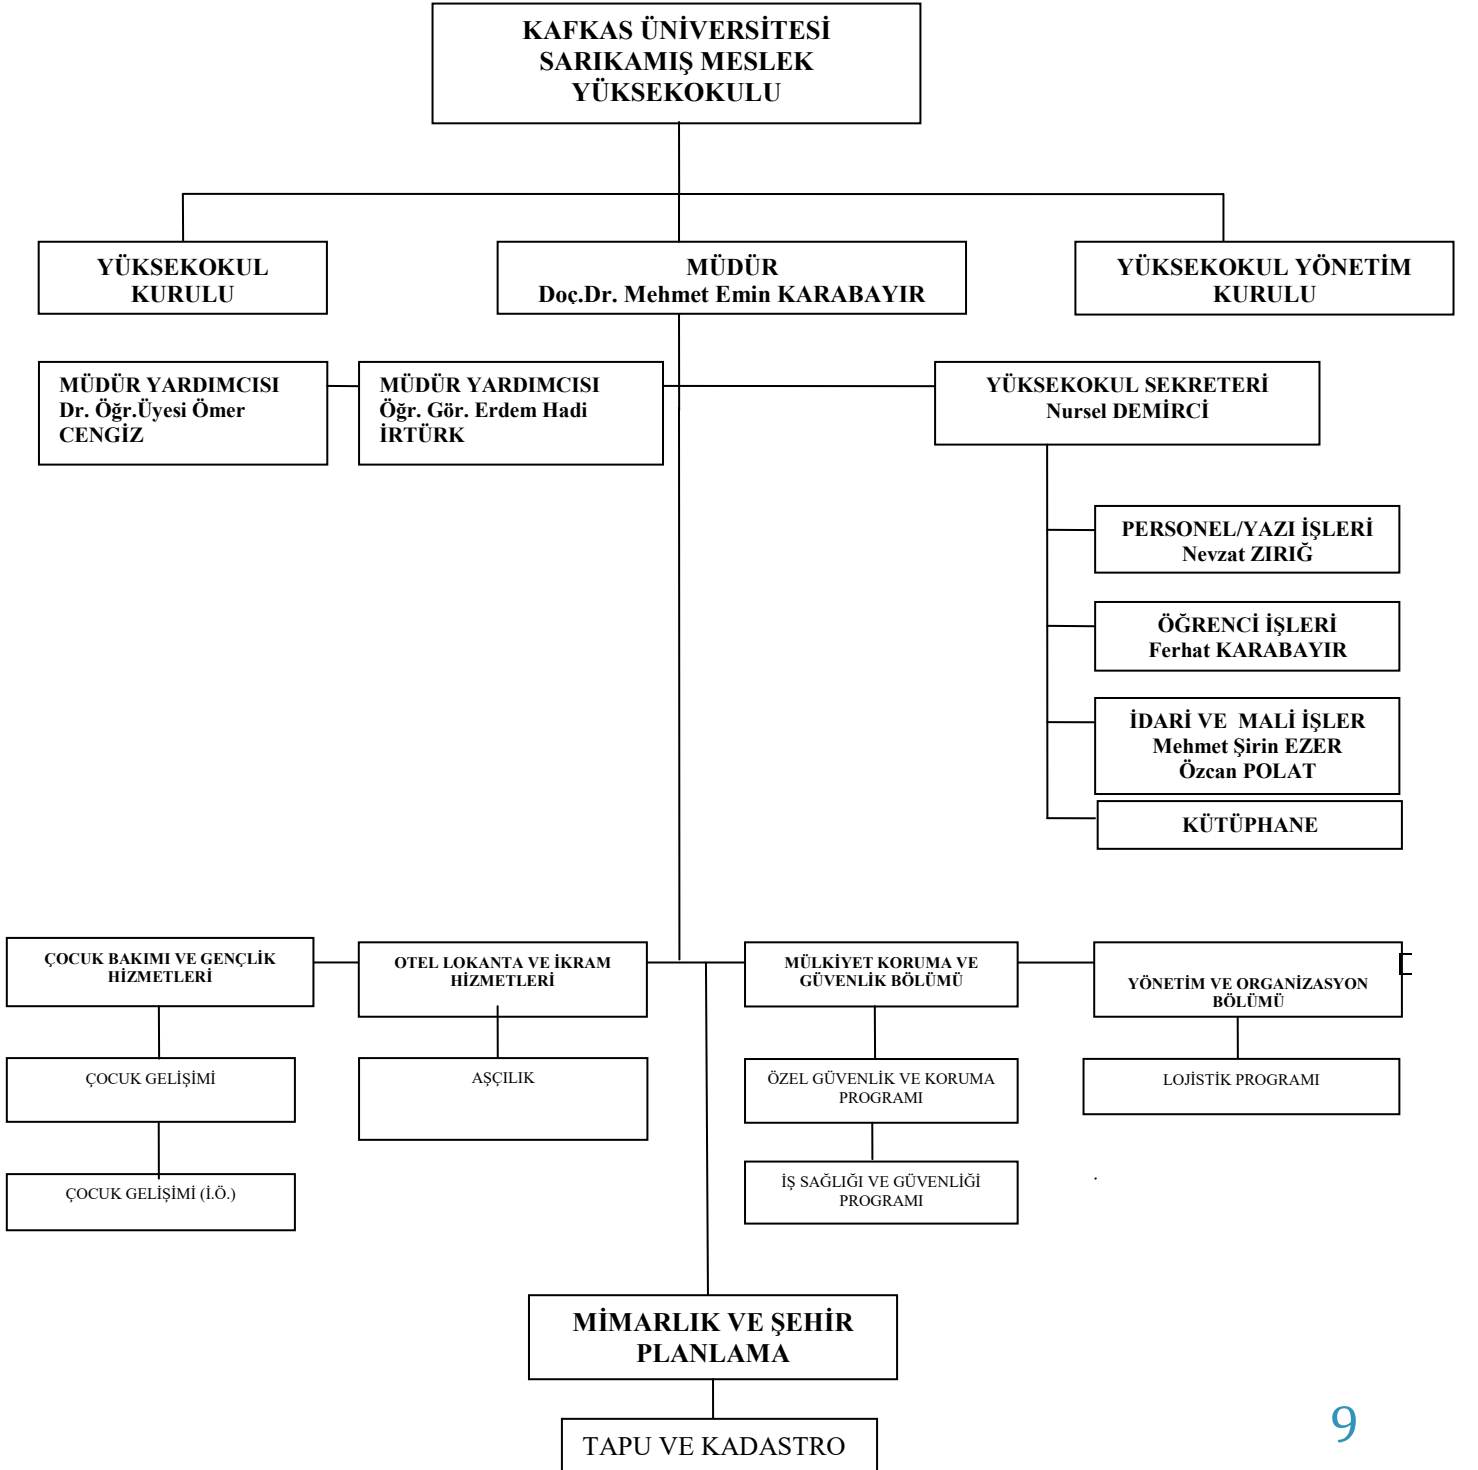 KAFKAS ÜNİVERSİTESİ
SARIKAMIŞ MESLEK
YÜKSEKOKULU
YÜKSEKOKUL
KURULU
MÜDÜR
Doç.Dr. Mehmet Emin KARABAYIR
YÜKSEKOKUL YÖNETİM
KURULU
MÜDÜR YARDIMCISI
Dr. Öğr.Üyesi Ömer
CENGİZ
MÜDÜR YARDIMCISI
Öğr. Gör. Erdem Hadi
İRTÜRK
YÜKSEKOKUL SEKRETERİ
Nursel DEMİRCİ
PERSONEL/YAZI İŞLERİ
Nevzat ZIRIĞ
ÖĞRENCİ İŞLERİ
Ferhat KARABAYIR
İDARİ VE  MALİ İŞLER
Mehmet Şirin EZER
Özcan POLAT
KÜTÜPHANE
ÇOCUK BAKIMI VE GENÇLİK
HİZMETLERİ
OTEL LOKANTA VE İKRAM
HİZMETLERİ
MÜLKİYET KORUMA VE
GÜVENLİK BÖLÜMÜ
YÖNETİM VE ORGANİZASYON
BÖLÜMÜ
ÇOCUK GELİŞİMİ
AŞÇILIK
ÖZEL GÜVENLİK VE KORUMA
PROGRAMI
LOJİSTİK PROGRAMI
ÇOCUK GELİŞİMİ (İ.Ö.)
İŞ SAĞLIĞI VE GÜVENLİĞİ
PROGRAMI
.
MİMARLIK VE ŞEHİR
PLANLAMA
TAPU VE KADASTRO
9